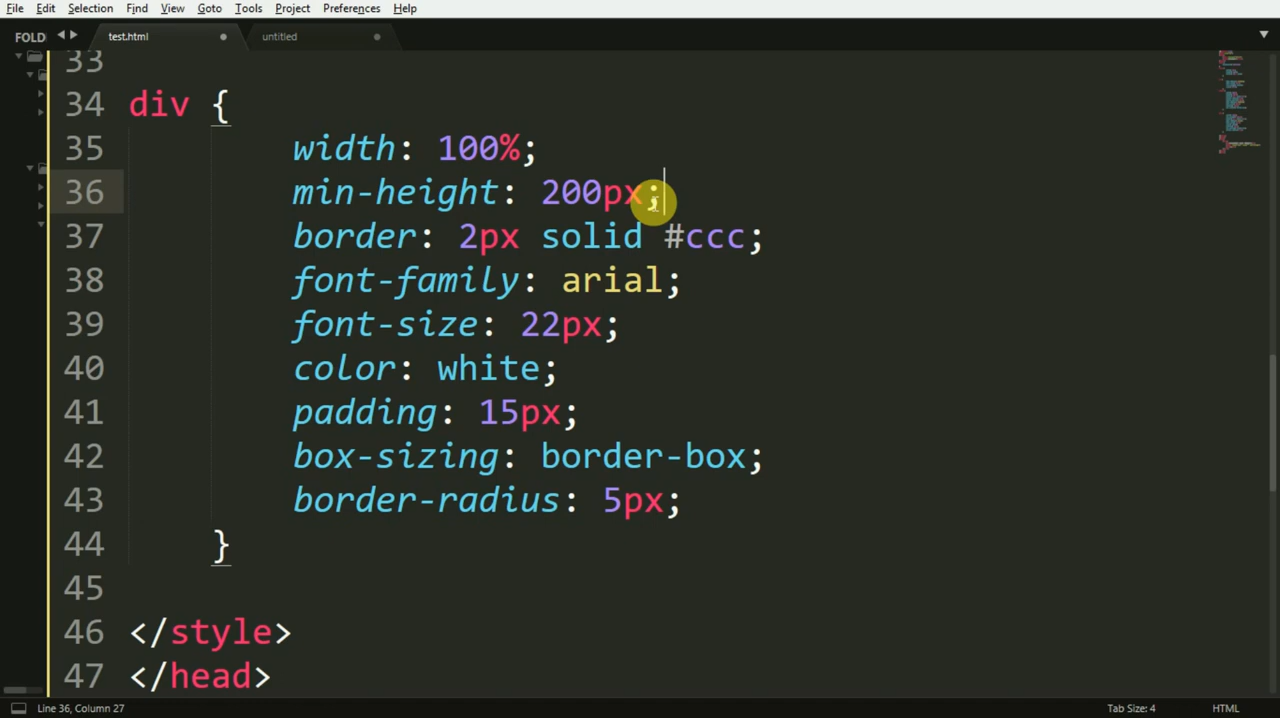 File Edit Selection Find View Goto Tools Project Preferences Help
FOLD test.html untitled
33
34 div {
35 width: 100%;
36 min-height: 200px;
37 border: 2px solid #ccc;
38 font-family: arial;
39 font-size: 22px;
40 color: white;
41 padding: 15px;
42 box-sizing: border-box;
43 border-radius: 5px;
44 }
45
46 </style>
47 </head>
Line 36, Column 27 Tab Size: 4 HTML